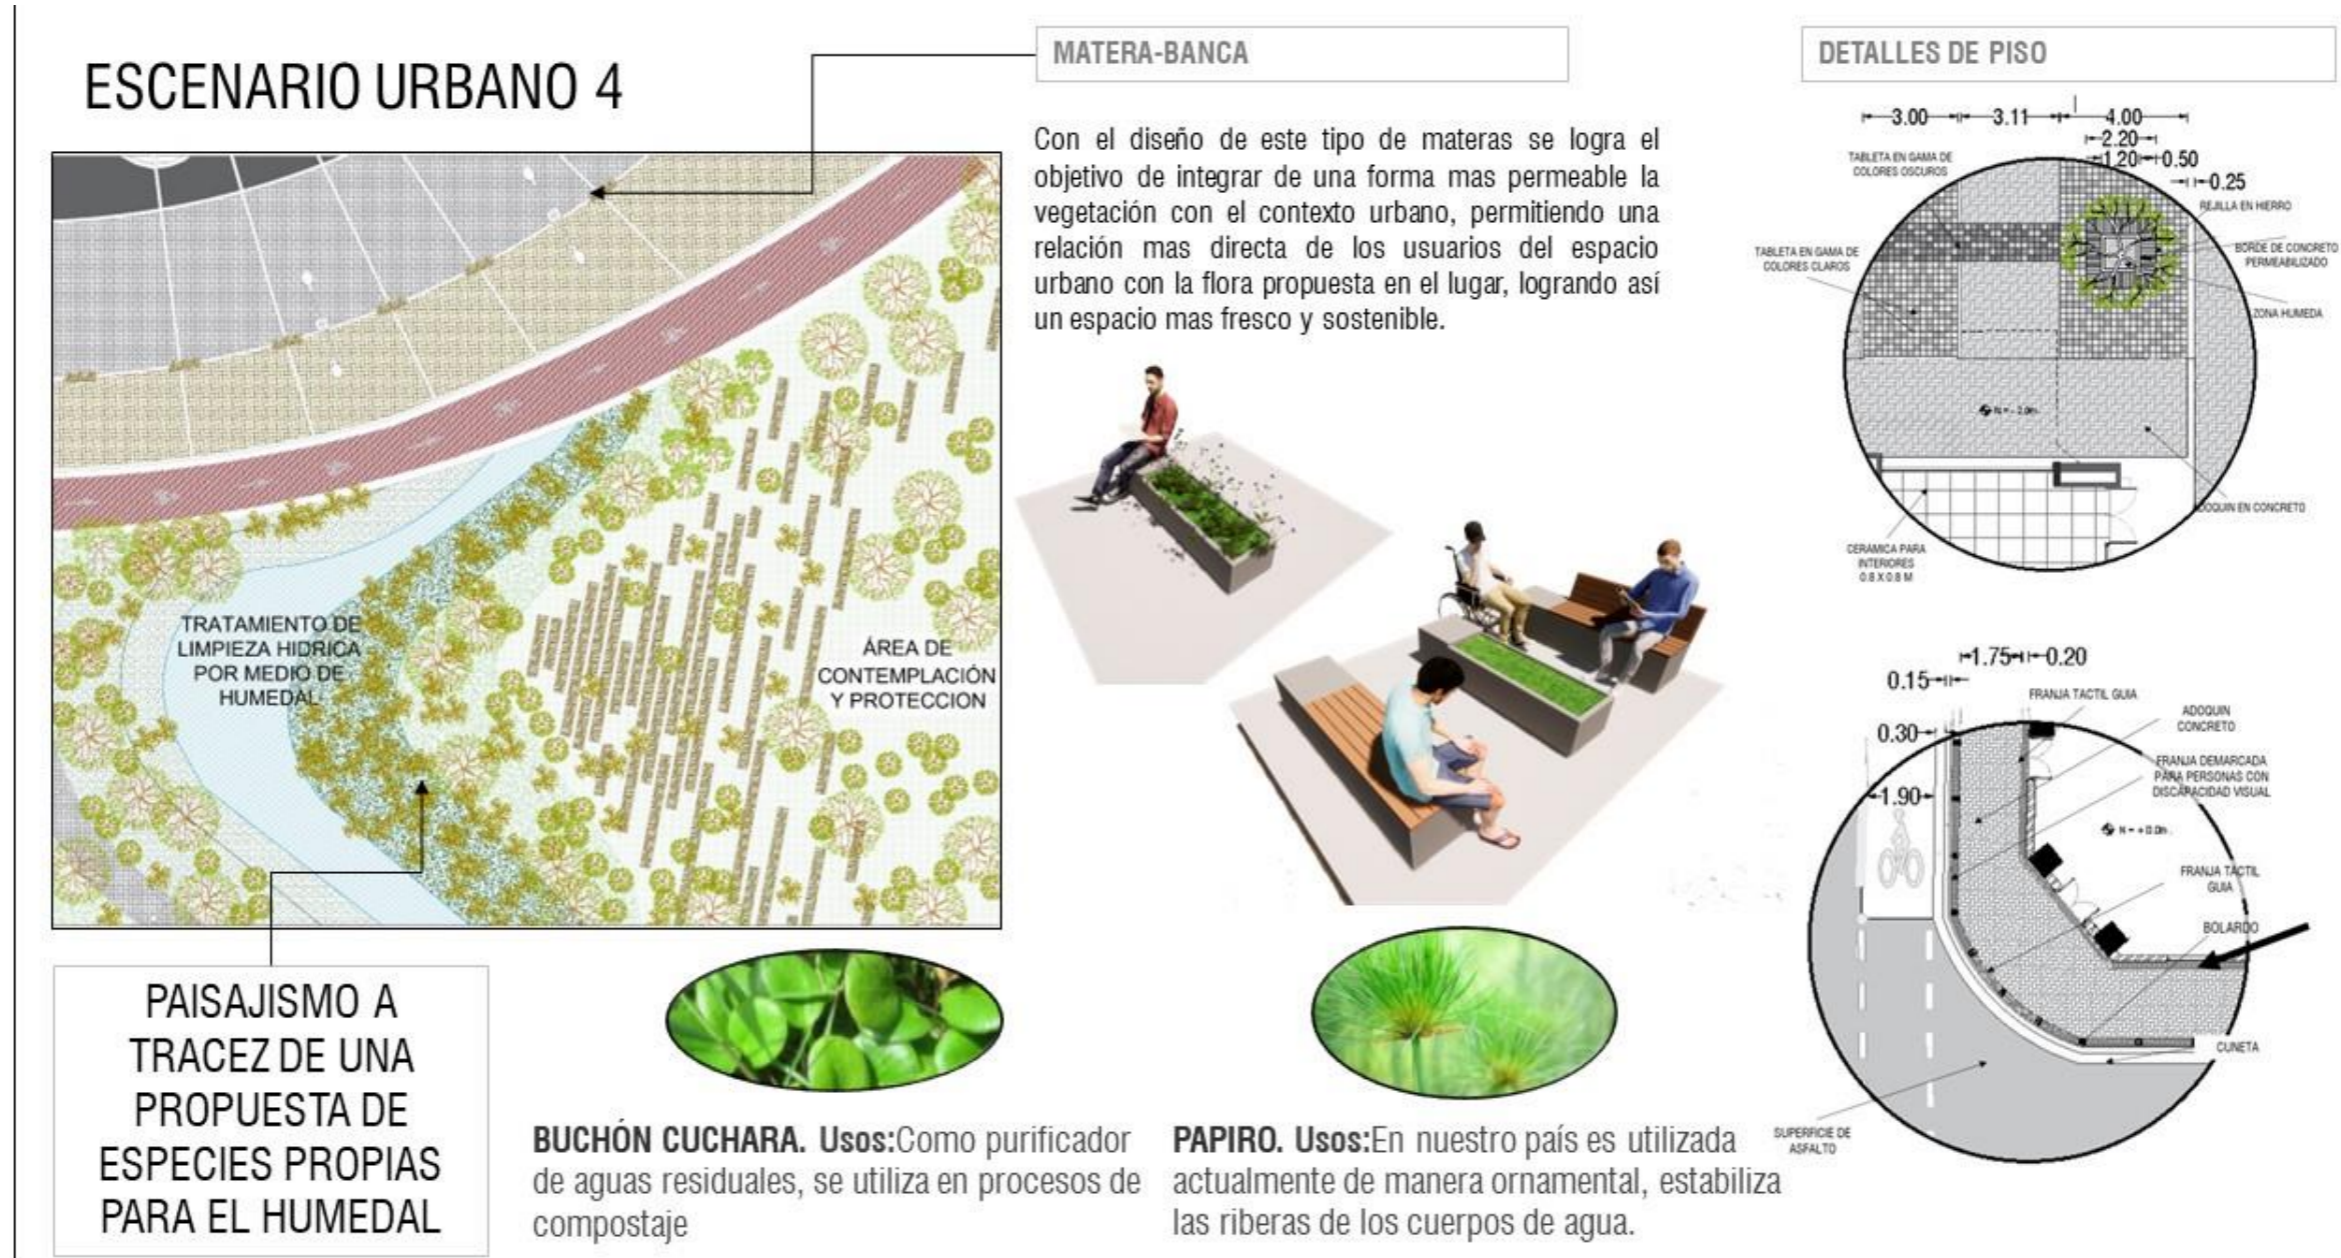 ESCENARIO URBANO 4
MATERA-BANCA
Con el diseño de este tipo de materas se logra el
objetivo de integrar de una forma mas permeable la
vegetación con el contexto urbano, permitiendo una
relación mas directa de los usuarios del espacio
urbano con la flora propuesta en el lugar, logrando así
un espacio mas fresco y sostenible.
TRATAMIENTO DE
LIMPIEZA HIDRICA
POR MEDIO DE
HUMEDAL
ÁREA DE
CONTEMPLACIÓN
Y PROTECCION
PAISAJISMO A
TRACEZ DE UNA
PROPUESTA DE
ESPECIES PROPIAS
PARA EL HUMEDAL
BUCHÓN CUCHARA. Usos:Como purificador
de aguas residuales, se utiliza en procesos de
compostaje
PAPIRO. Usos:En nuestro país es utilizada
actualmente de manera ornamental, estabiliza
las riberas de los cuerpos de agua.
DETALLES DE PISO
3.00 3.11 4.00
2.20
1.20 0.50
0.25
TABLETA EN GAMA DE
COLORES OSCUROS
REJILLA EN HIERRO
TABLETA EN GAMA DE
COLORES CLAROS
BORDE DE CONCRETO
PERMEABILIZADO
ZONA HUMEDA
N = - 2.0m.
DOQUIN EN CONCRETO
CERAMICA PARA
INTERIORES
0.8 X 0.8 M
1.75 0.20
0.15
FRANJA TACTIL GUIA
0.30
ADOQUIN
CONCRETO
FRANJA DEMARCADA
PARA PERSONAS CON
DISCAPACIDAD VISUAL
1.90
N = + 0.0m.
FRANJA TACTIL
GUIA
BOLARDO
CUNETA
SUPERFICIE DE
ASFALTO